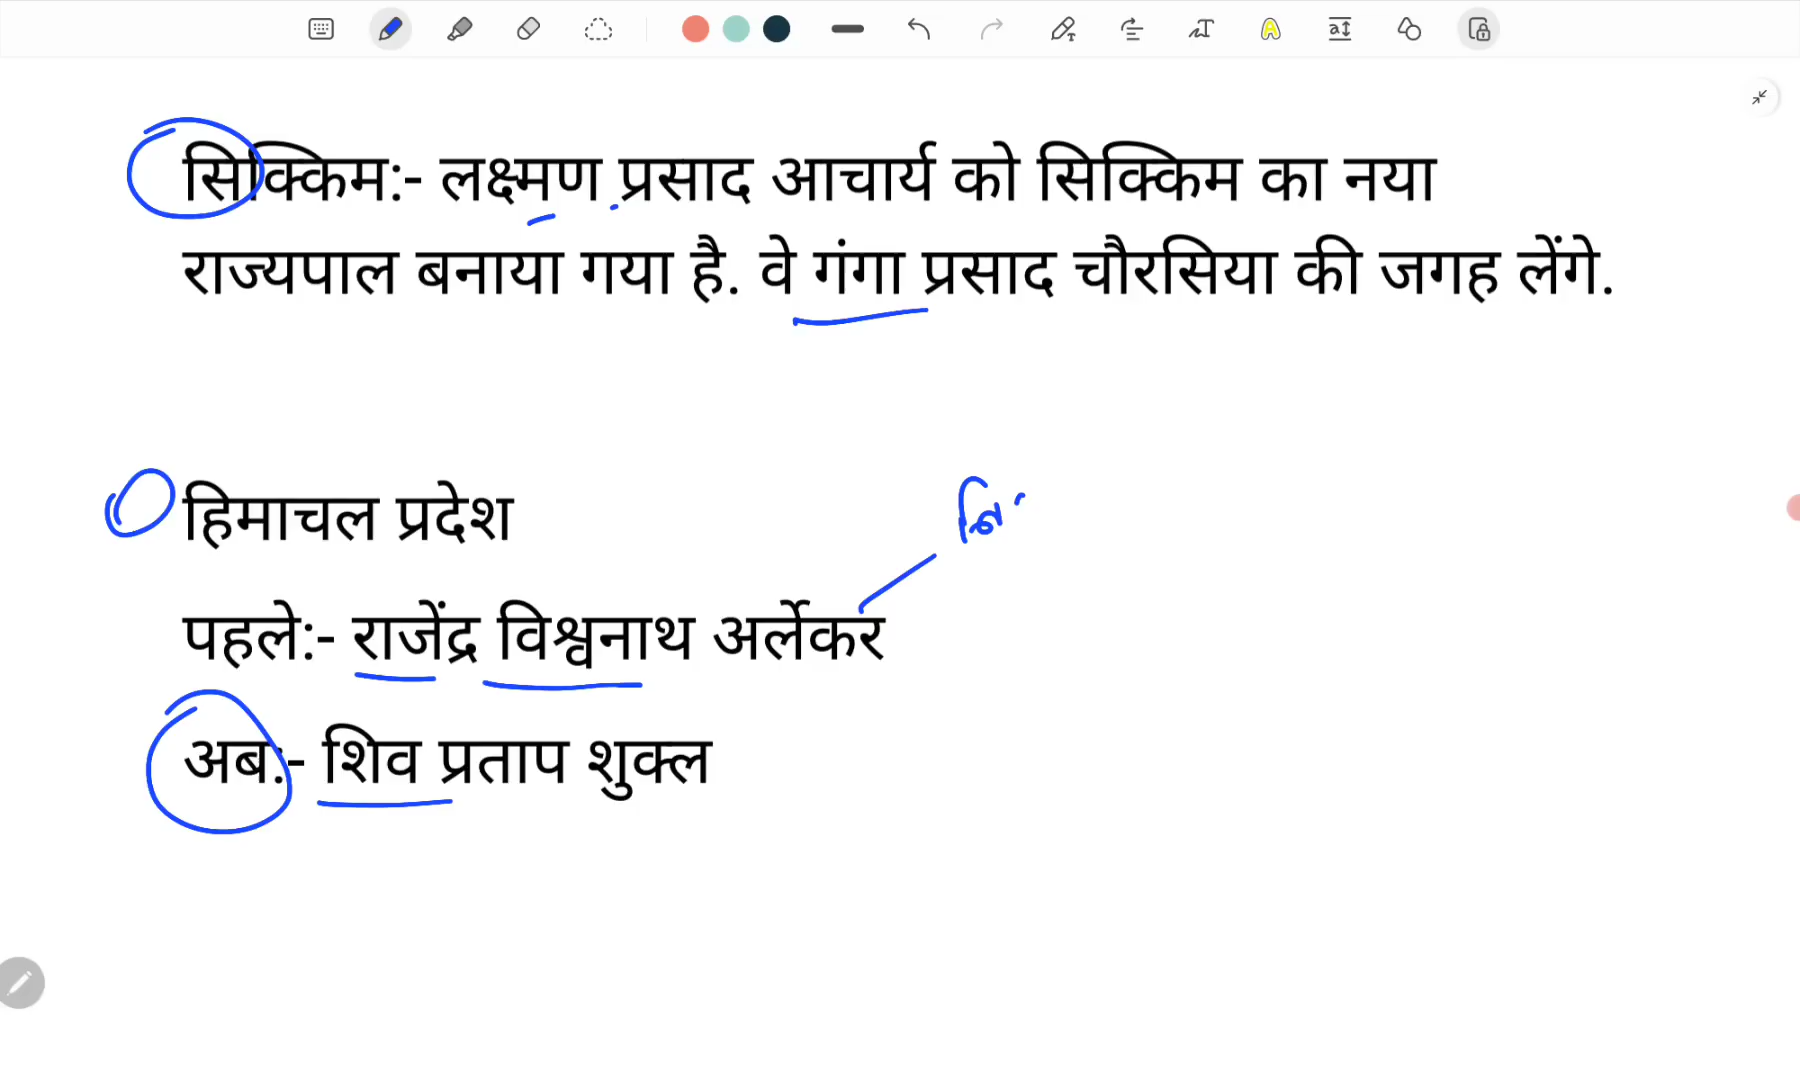 सिक्किम:- लक्ष्मण प्रसाद आचार्य को सिक्किम का नया
राज्यपाल बनाया गया है. वे गंगा प्रसाद चौरसिया की जगह लेंगे.
हिमाचल प्रदेश
पहले:- राजेंद्र विश्वनाथ अर्लेकर
अब:- शिव प्रताप शुक्ल